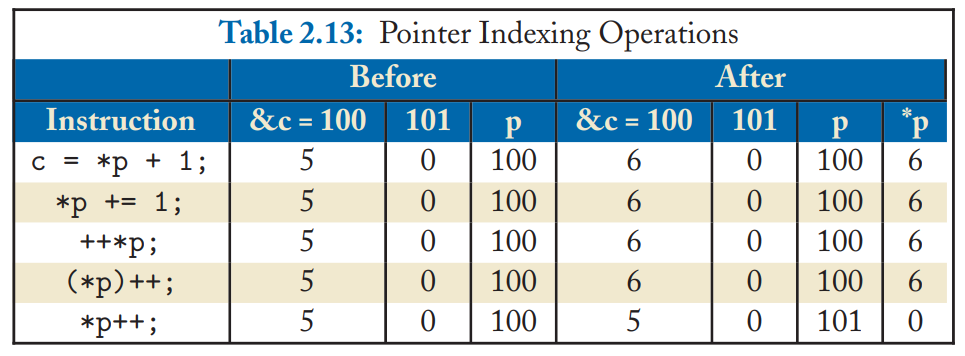 Table 2.13: Pointer Indexing Operations
Before After
Instruction &c = 100 101 p &c = 100 101 p *p
c = *p + 1; 5 0 100 6 0 100 6
*p += 1; 5 0 100 6 0 100 6
++*p; 5 0 100 6 0 100 6
(*p)++; 5 0 100 6 0 100 6
*p++; 5 0 100 5 0 101 0